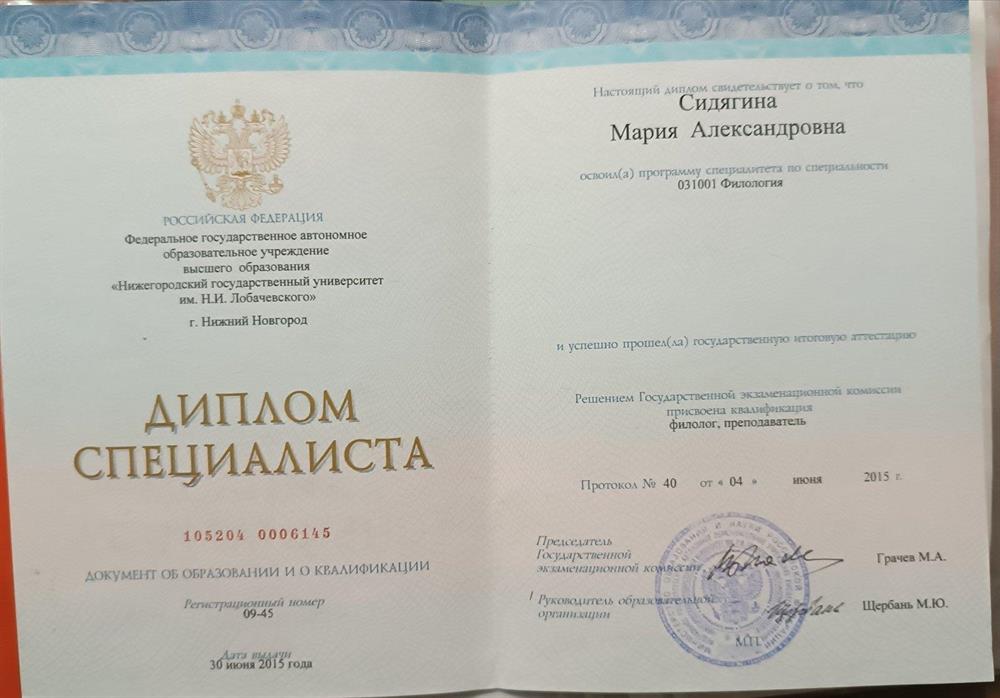 РОССИЙСКАЯ ФЕДЕРАЦИЯ
Федеральное государственное автономное
образовательное учреждение
высшего образования
«Нижегородский государственный университет
им. Н.И. Лобачевского»
г. Нижний Новгород
ДИПЛОМ
СПЕЦИАЛИСТА
105204 0006145
ДОКУМЕНТ ОБ ОБРАЗОВАНИИ И О КВАЛИФИКАЦИИ
Регистрационный номер
09-45
Дата выдачи
30 июня 2015 года
Настоящий диплом свидетельствует о том, что
Сидягина
Мария Александровна
освоил(а) программу специалитета по специальности
031001 Филология
и успешно прошел(ла) государственную итоговую аттестацию
Решением Государственной экзаменационной комиссии
присвоена квалификация
филолог, преподаватель
Протокол № 40 от « 04 » июня 2015 г.
Председатель
Государственной
экзаменационной комиссии
Грачев М.А.
Руководитель образовательной
организации
Щербань М.Ю.
М.П.